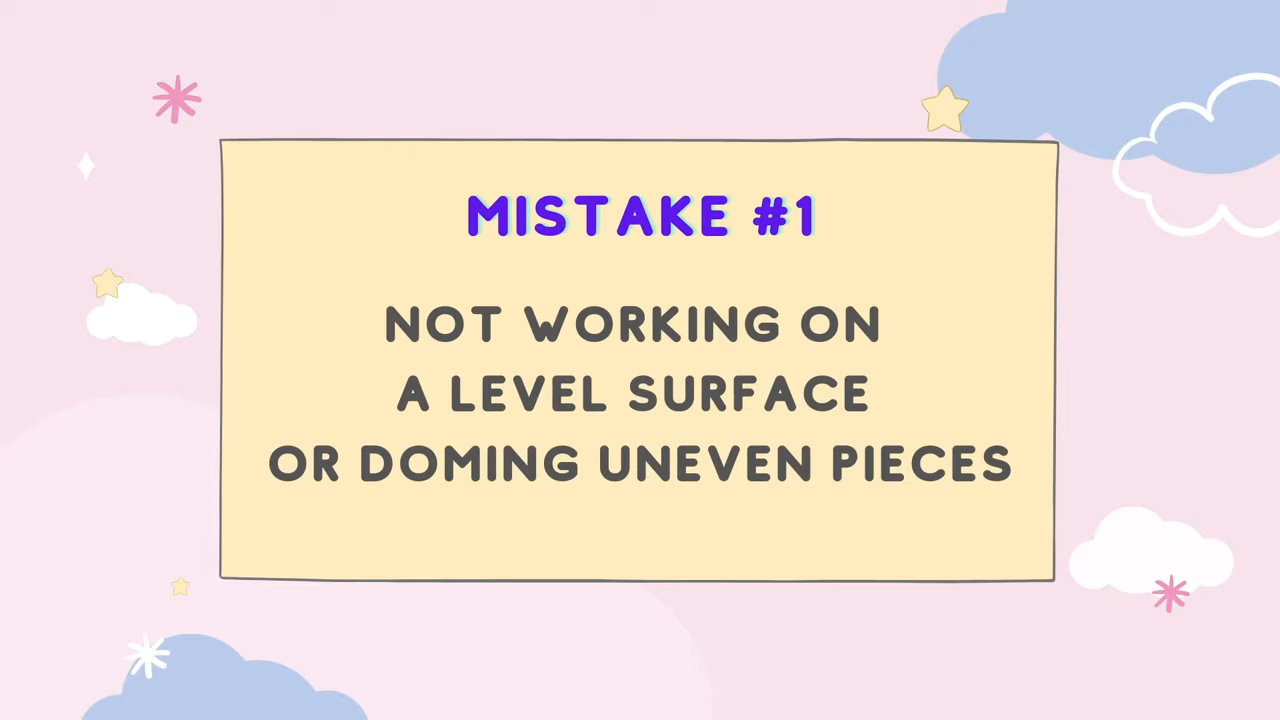 MISTAKE #1
NOT WORKING ON
A LEVEL SURFACE
OR DOMING UNEVEN PIECES